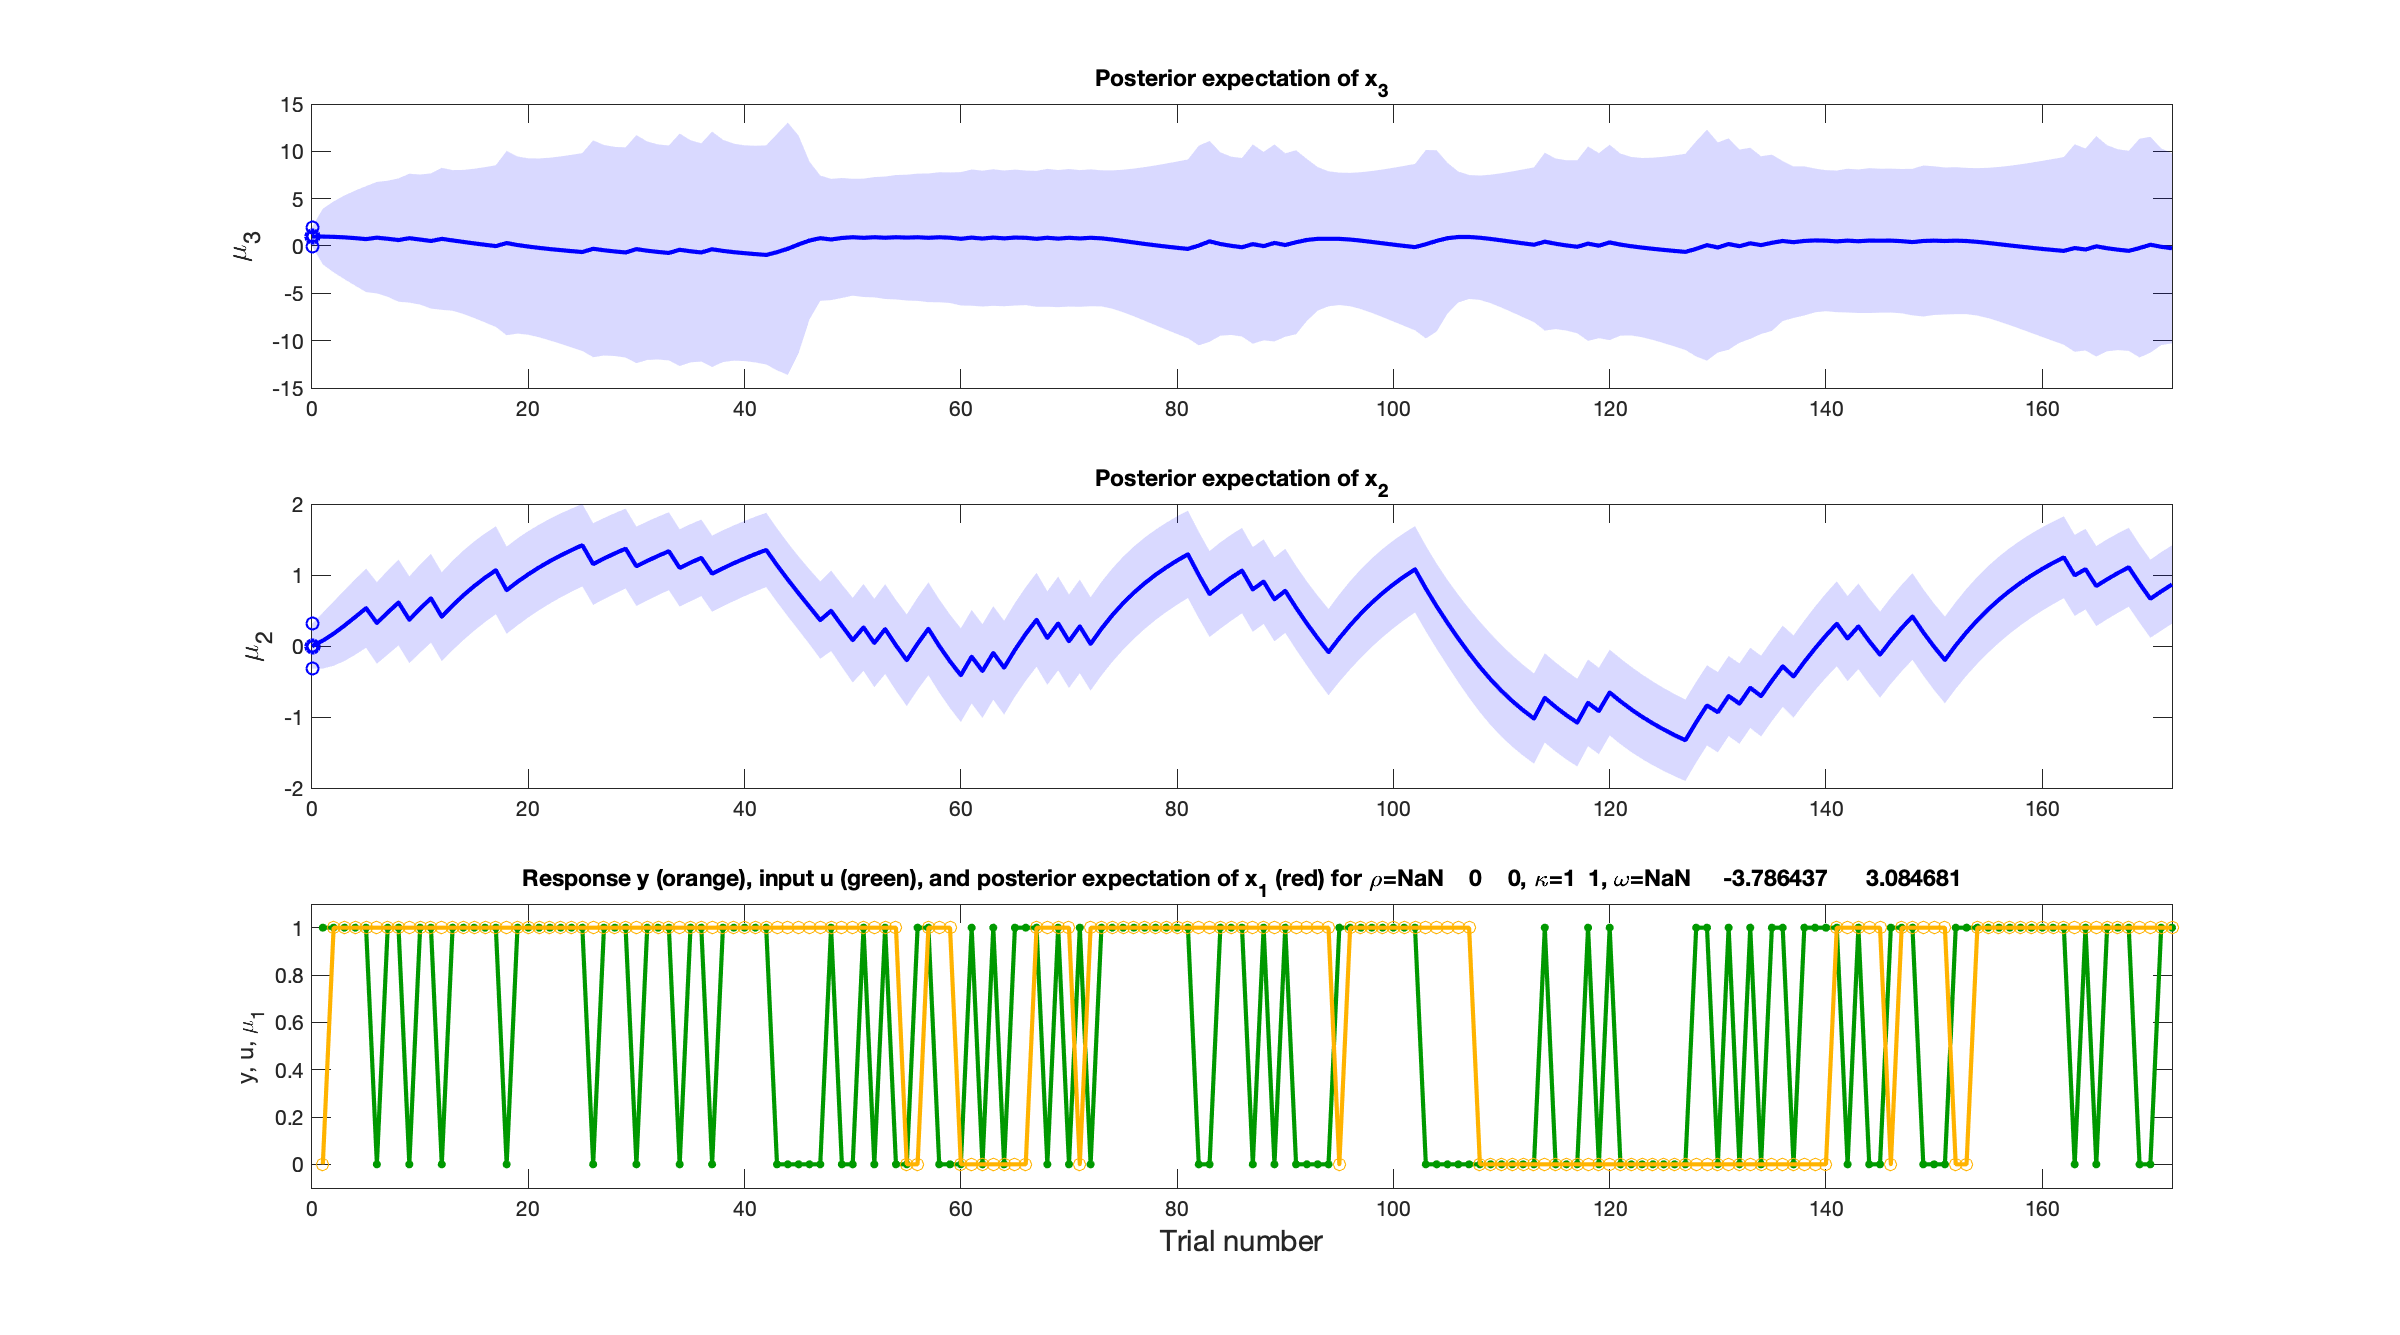 Posterior expectation of x3
15
10
5
0
-5
-10
-15
μ3
0 20 40 60 80 100 120 140 160
Posterior expectation of x2
2
1
0
-1
-2
μ2
0 20 40 60 80 100 120 140 160
Response y (orange), input u (green), and posterior expectation of x1 (red) for ρ=NaN 0 0, κ=1 1, ω=NaN -3.786437 3.084681
1
0.8
0.6
0.4
0.2
0
y, u, μ1
0 20 40 60 80 100 120 140 160
Trial number